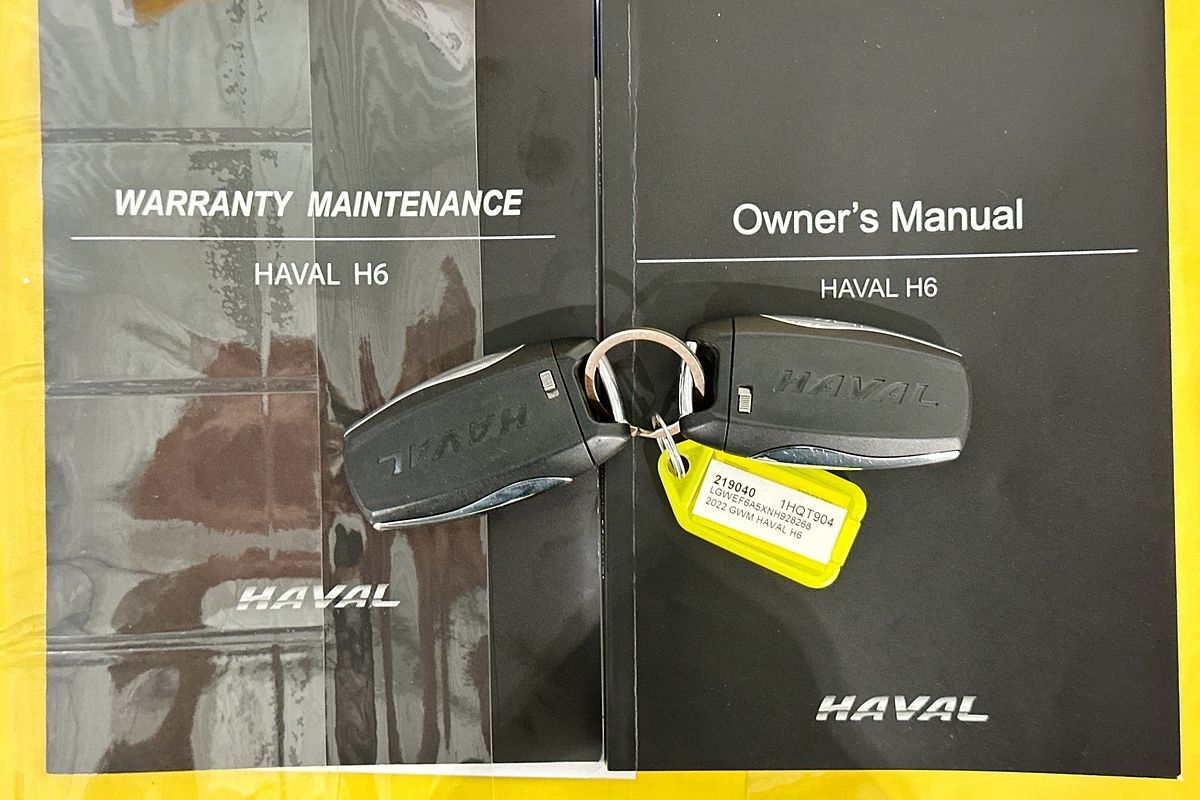 WARRANTY MAINTENANCE
HAVAL H6
HAVAL
HAVAL
Owner's Manual
HAVAL H6
HAVAL
219040 1HQT904
LGWEF6A5XNH928268
2022 GWM HAVAL H6
HAVAL